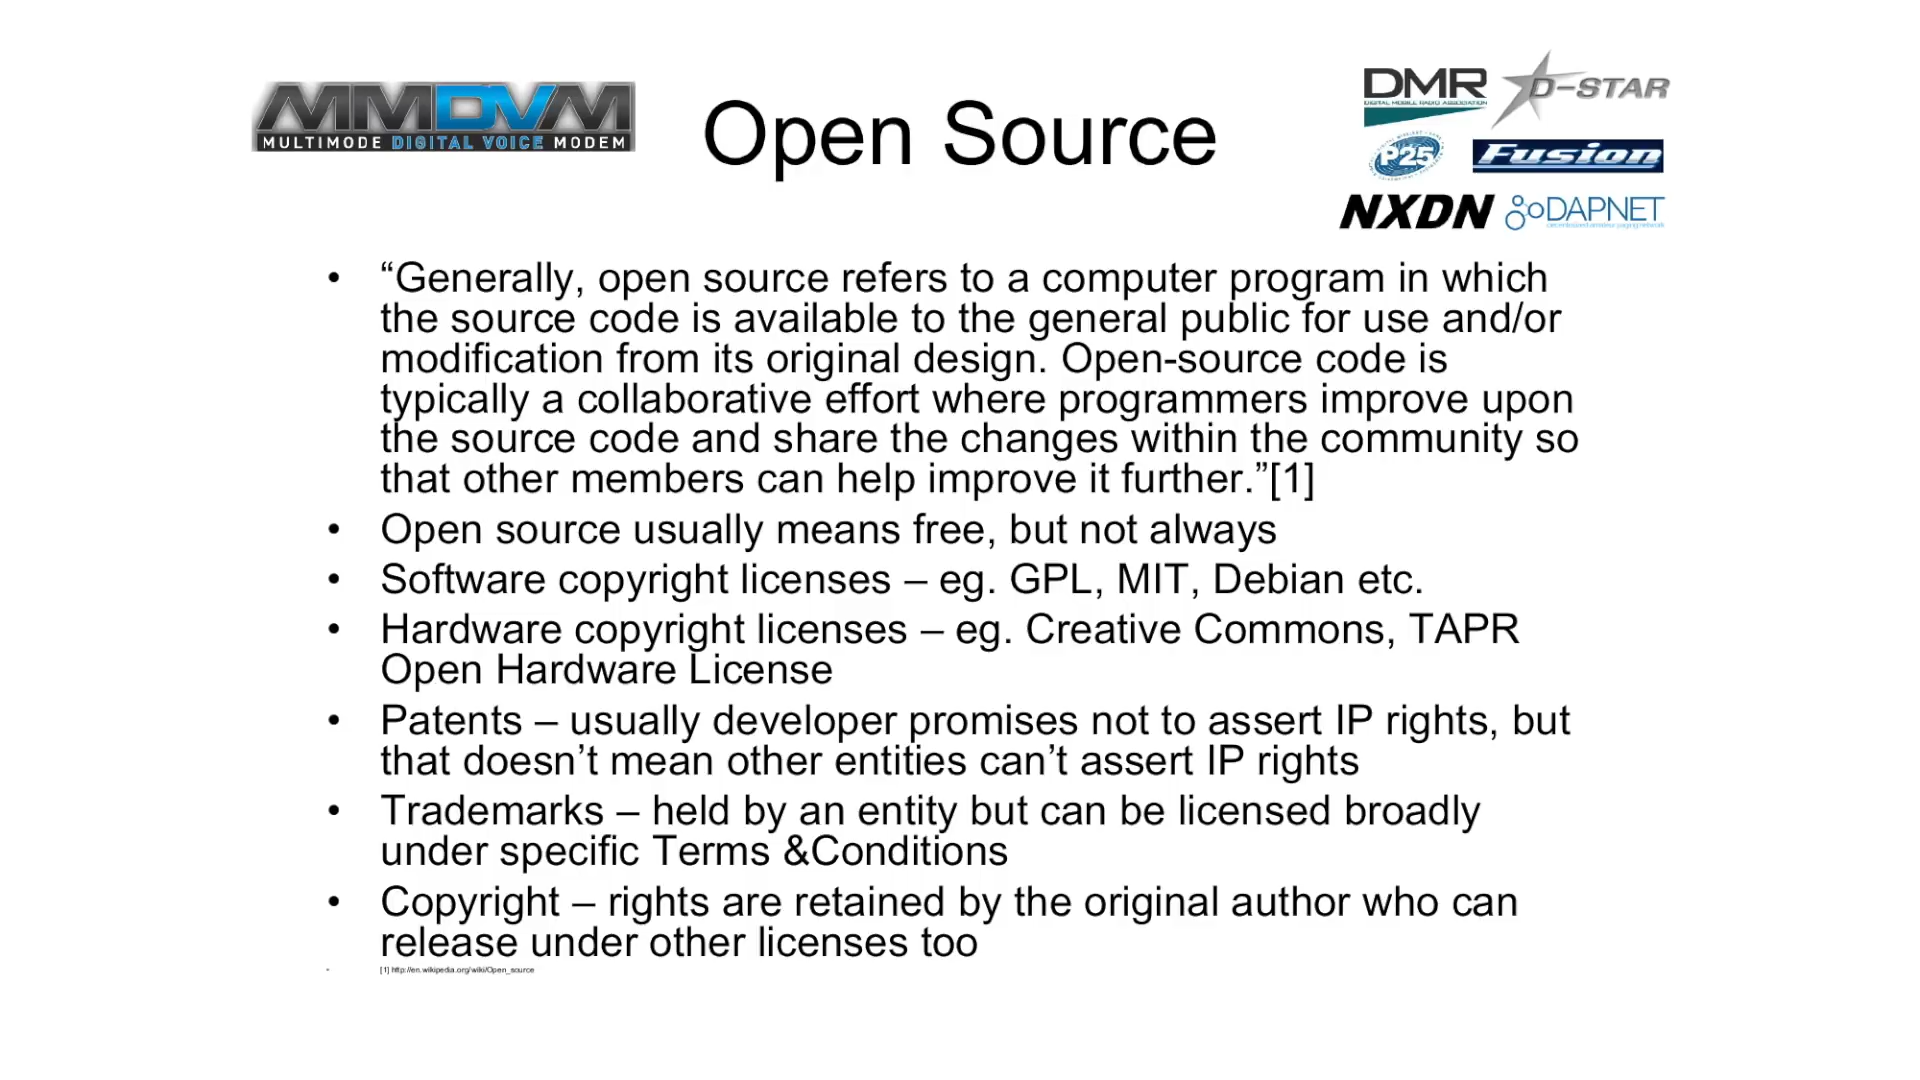 MMDVM
MULTIMODE DIGITAL VOICE MODEM
Open Source
DMR
DIGITAL MOBILE RADIO ASSOCIATION
D-STAR
P25
Fusion
NXDN
DAPNET
• “Generally, open source refers to a computer program in which
the source code is available to the general public for use and/or
modification from its original design. Open-source code is
typically a collaborative effort where programmers improve upon
the source code and share the changes within the community so
that other members can help improve it further.”[1]
• Open source usually means free, but not always
• Software copyright licenses – eg. GPL, MIT, Debian etc.
• Hardware copyright licenses – eg. Creative Commons, TAPR
Open Hardware License
• Patents – usually developer promises not to assert IP rights, but
that doesn’t mean other entities can’t assert IP rights
• Trademarks – held by an entity but can be licensed broadly
under specific Terms &Conditions
• Copyright – rights are retained by the original author who can
release under other licenses too
• [1] http://en.wikipedia.org/wiki/Open_source